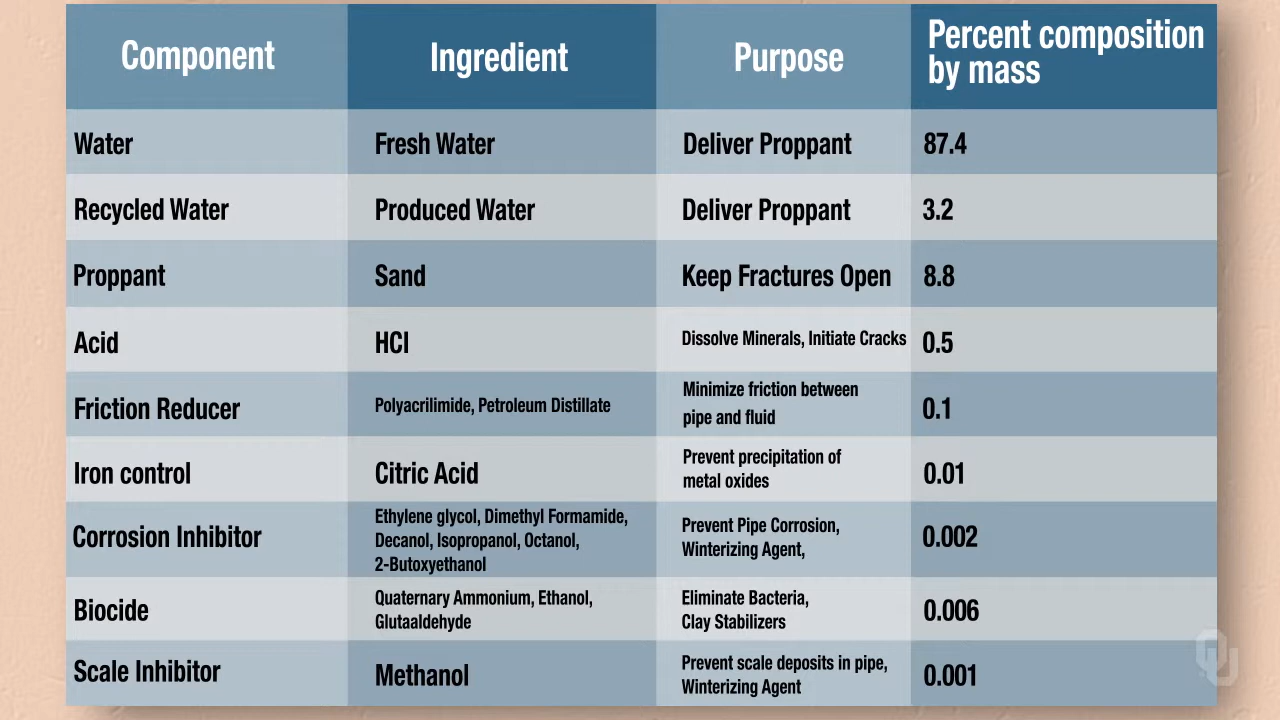 Component Ingredient Purpose Percent composition
by mass
Water Fresh Water Deliver Proppant 87.4
Recycled Water Produced Water Deliver Proppant 3.2
Proppant Sand Keep Fractures Open 8.8
Acid HCl Dissolve Minerals, Initiate Cracks 0.5
Friction Reducer Polyacrilimide, Petroleum Distillate Minimize friction between
pipe and fluid 0.1
Iron control Citric Acid Prevent precipitation of
metal oxides 0.01
Corrosion Inhibitor Ethylene glycol, Dimethyl Formamide,
Decanol, Isopropanol, Octanol,
2-Butoxyethanol
Prevent Pipe Corrosion,
Winterizing Agent, 0.002
Biocide Quaternary Ammonium, Ethanol,
Glutaaldehyde
Eliminate Bacteria,
Clay Stabilizers 0.006
Scale Inhibitor Methanol Prevent scale deposits in pipe,
Winterizing Agent 0.001
OU